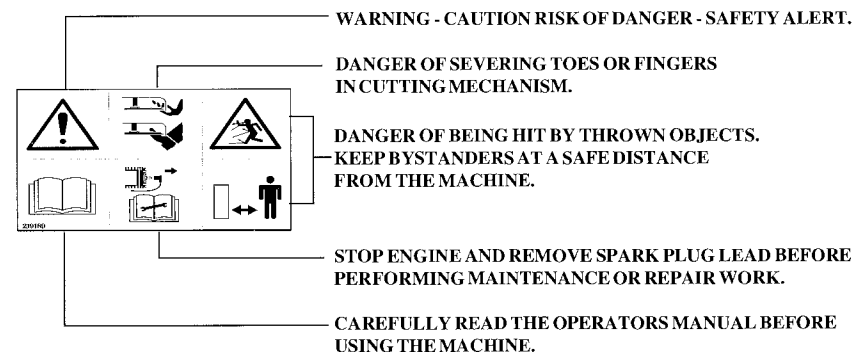 WARNING - CAUTION RISK OF DANGER - SAFETY ALERT.
DANGER OF SEVERING TOES OR FINGERS
IN CUTTING MECHANISM.
DANGER OF BEING HIT BY THROWN OBJECTS.
KEEP BYSTANDERS AT A SAFE DISTANCE
FROM THE MACHINE.
STOP ENGINE AND REMOVE SPARK PLUG LEAD BEFORE
PERFORMING MAINTENANCE OR REPAIR WORK.
CAREFULLY READ THE OPERATORS MANUAL BEFORE
USING THE MACHINE.